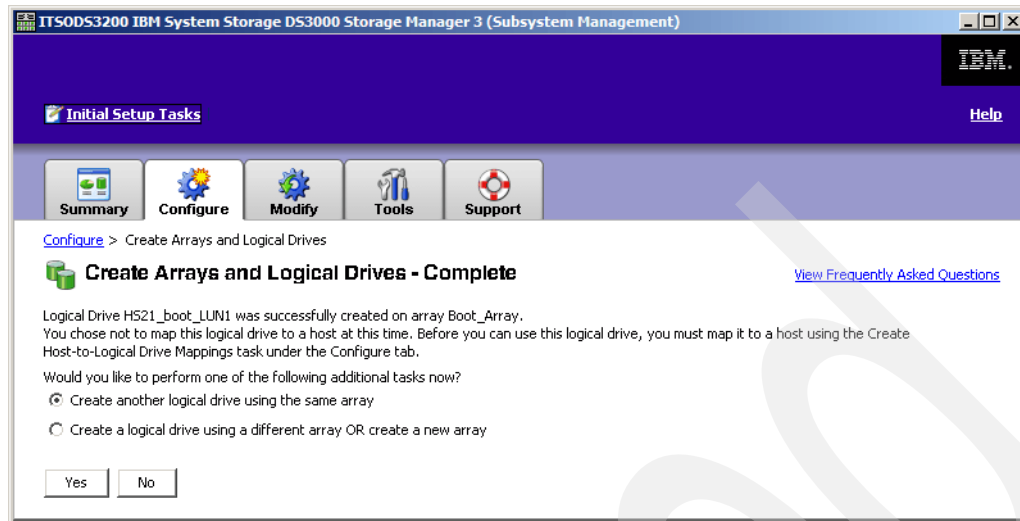 ITSODS3200 IBM System Storage DS3000 Storage Manager 3 (Subsystem Management)
IBM.
Initial Setup Tasks
Help
Summary
Configure
Modify
Tools
Support
Configure > Create Arrays and Logical Drives
Create Arrays and Logical Drives - Complete
View Frequently Asked Questions
Logical Drive HS21_boot_LUN1 was successfully created on array Boot_Array.
You chose not to map this logical drive to a host at this time. Before you can use this logical drive, you must map it to a host using the Create
Host-to-Logical Drive Mappings task under the Configure tab.
Would you like to perform one of the following additional tasks now?
Create another logical drive using the same array
Create a logical drive using a different array OR create a new array
Yes
No